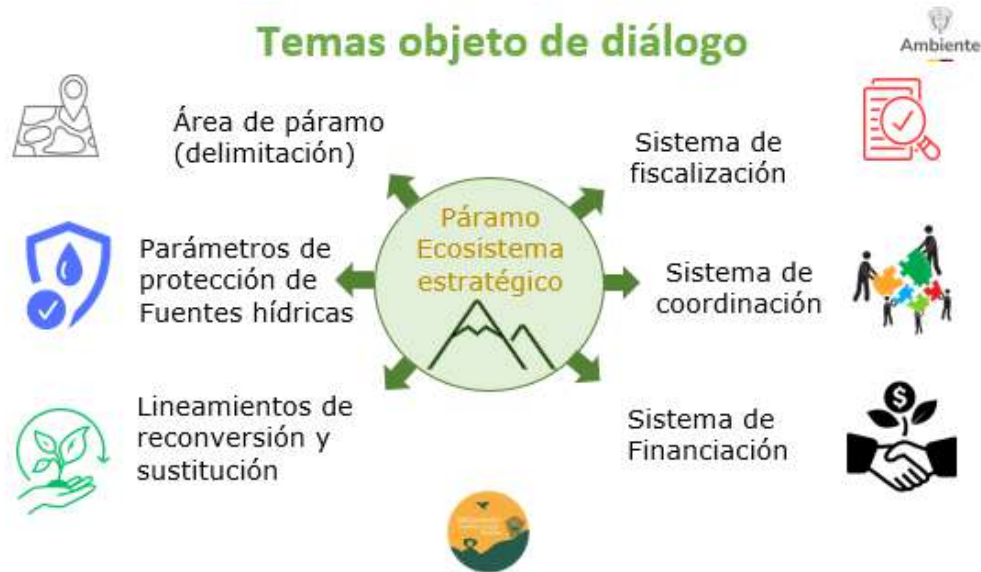 Temas objeto de diálogo
Ambiente
Área de páramo
(delimitación)
Parámetros de
protección de
Fuentes hídricas
Lineamientos de
reconversión y
sustitución
Páramo
Ecosistema
estratégico
Sistema de
fiscalización
Sistema de
coordinación
Sistema de
Financiación
$